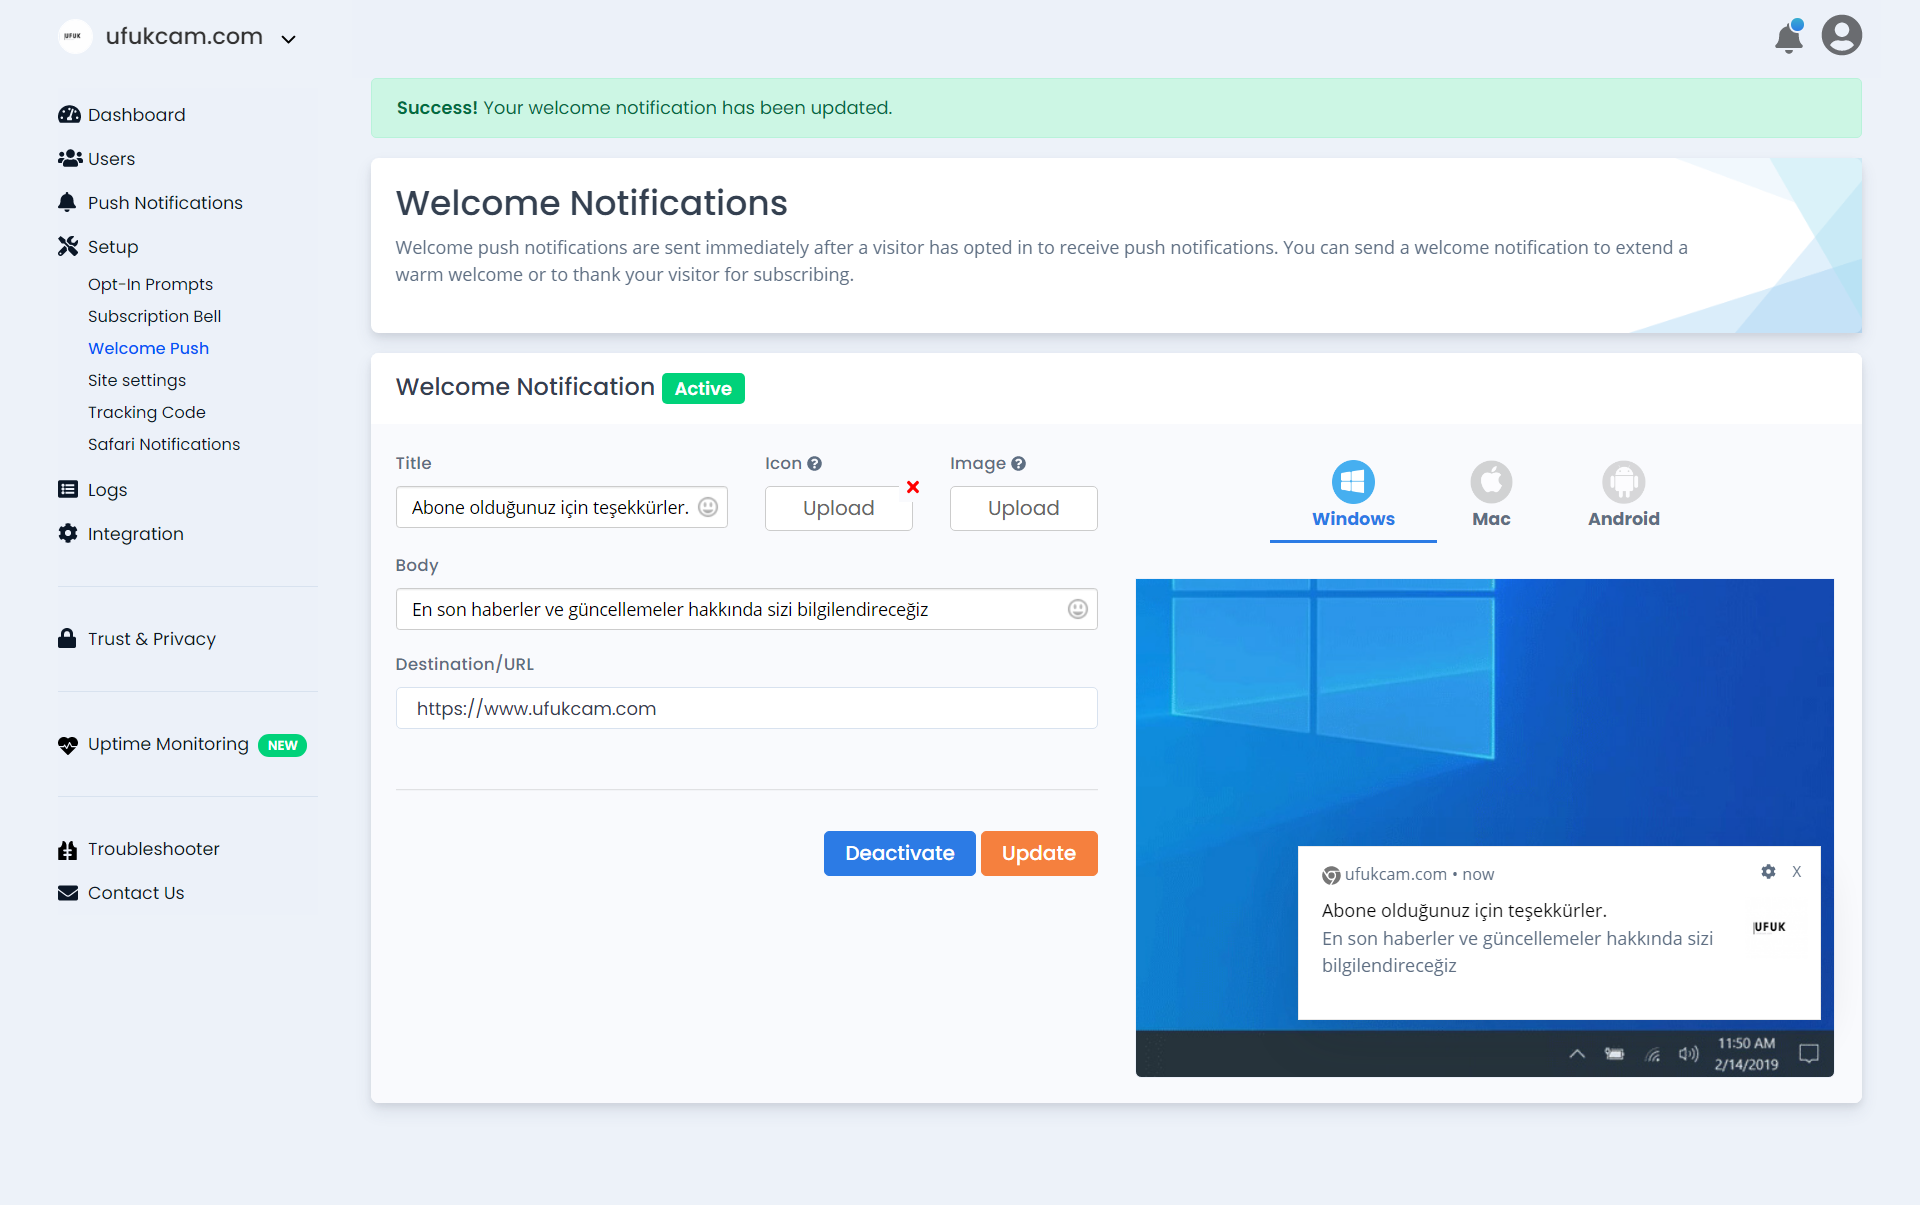 UFUK
ufukcam.com
Dashboard
Users
Push Notifications
Setup
Opt-In Prompts
Subscription Bell
Welcome Push
Site settings
Tracking Code
Safari Notifications
Logs
Integration
Trust & Privacy
Uptime Monitoring NEW
Troubleshooter
Contact Us
Success! Your welcome notification has been updated.
Welcome Notifications
Welcome push notifications are sent immediately after a visitor has opted in to receive push notifications. You can send a welcome notification to extend a
warm welcome or to thank your visitor for subscribing.
Welcome Notification Active
Title
Icon
Image
Abone olduğunuz için teşekkürler.
Upload
Upload
Body
En son haberler ve güncellemeler hakkında sizi bilgilendireceğiz
Destination/URL
https://www.ufukcam.com
Deactivate
Update
Windows
Mac
Android
ufukcam.com • now
X
Abone olduğunuz için teşekkürler.
En son haberler ve güncellemeler hakkında sizi
bilgilendireceğiz
UFUK
11:50 AM
2/14/2019